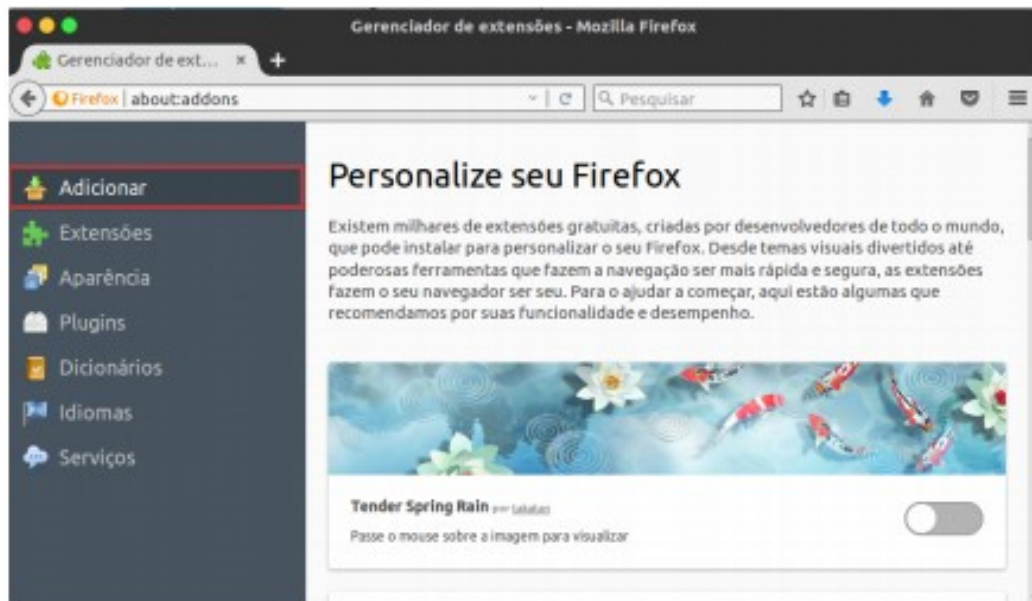 Gerenciador de extensões - Mozilla Firefox
Gerenciador de ext... × +
Firefox | about:addons
Pesquisar
Adicionar
Extensões
Aparência
Plugins
Dicionários
Idiomas
Serviços
Personalize seu Firefox
Existem milhares de extensões gratuitas, criadas por desenvolvedores de todo o mundo,
que pode instalar para personalizar o seu Firefox. Desde temas visuais divertidos até
poderosas ferramentas que fazem a navegação ser mais rápida e segura, as extensões
fazem o seu navegador ser seu. Para o ajudar a começar, aqui estão algumas que
recomendamos por suas funcionalidade e desempenho.
Tender Spring Rain por
Passe o mouse sobre a imagem para visualizar